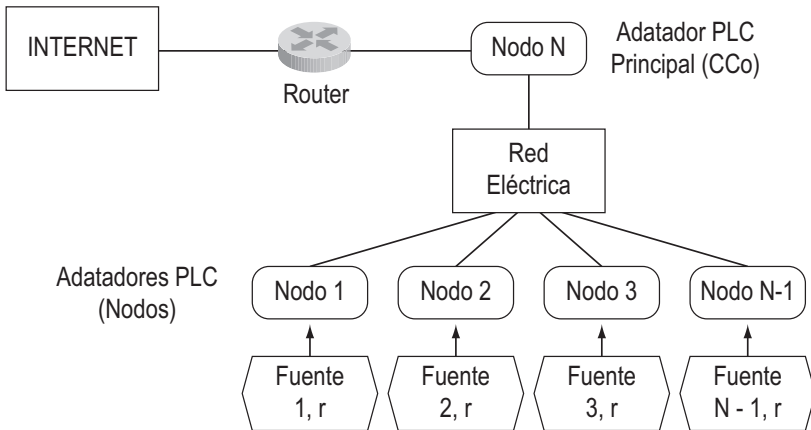 INTERNET
Router
Nodo N
Adatador PLC
Principal (CCo)
Red
Eléctrica
Adatadores PLC
(Nodos)
Nodo 1
Nodo 2
Nodo 3
Nodo N-1
Fuente
1, r
Fuente
2, r
Fuente
3, r
Fuente
N - 1, r